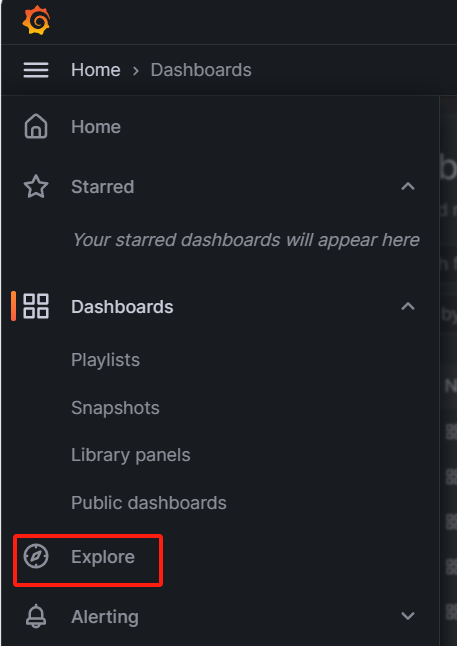 Home › Dashboards
Home
Starred
Your starred dashboards will appear here
Dashboards
Playlists
Snapshots
Library panels
Public dashboards
Explore
Alerting